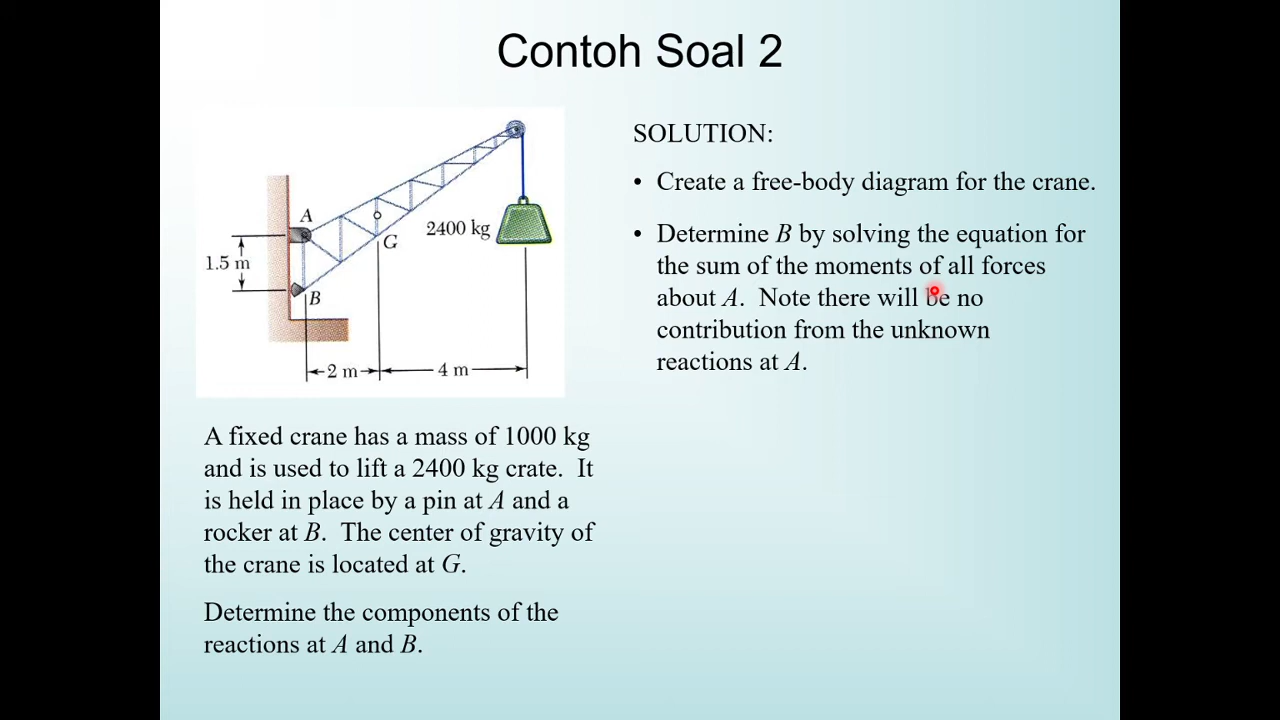 Contoh Soal 2
A
G
2400 kg
1.5 m
B
2 m
4 m
A fixed crane has a mass of 1000 kg
and is used to lift a 2400 kg crate.  It
is held in place by a pin at A and a
rocker at B.  The center of gravity of
the crane is located at G.
Determine the components of the
reactions at A and B.
SOLUTION:
• Create a free-body diagram for the crane.
• Determine B by solving the equation for
the sum of the moments of all forces
about A.  Note there will be no
contribution from the unknown
reactions at A.